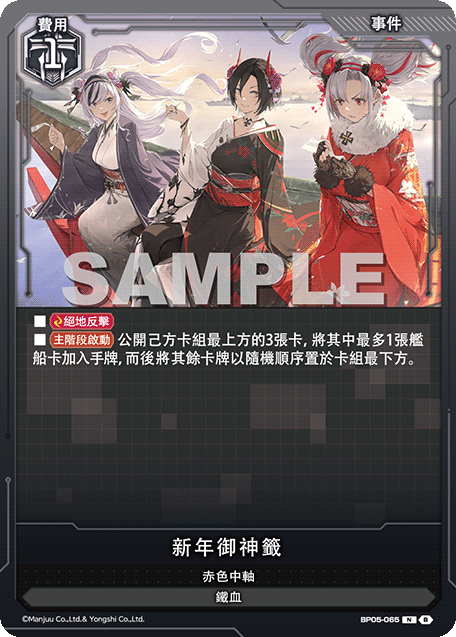 費用
事件
1
SAMPLE
絕地反擊
主階段啟動 公開己方卡組最上方的3張卡，將其中最多1張艦
船卡加入手牌，而後將其餘卡牌以隨機順序置於卡組最下方。
新年御神籤
赤色中軸
鐵血
©Manjuu Co.,Ltd.& Yongshi Co.,Ltd. BP05-065 N B